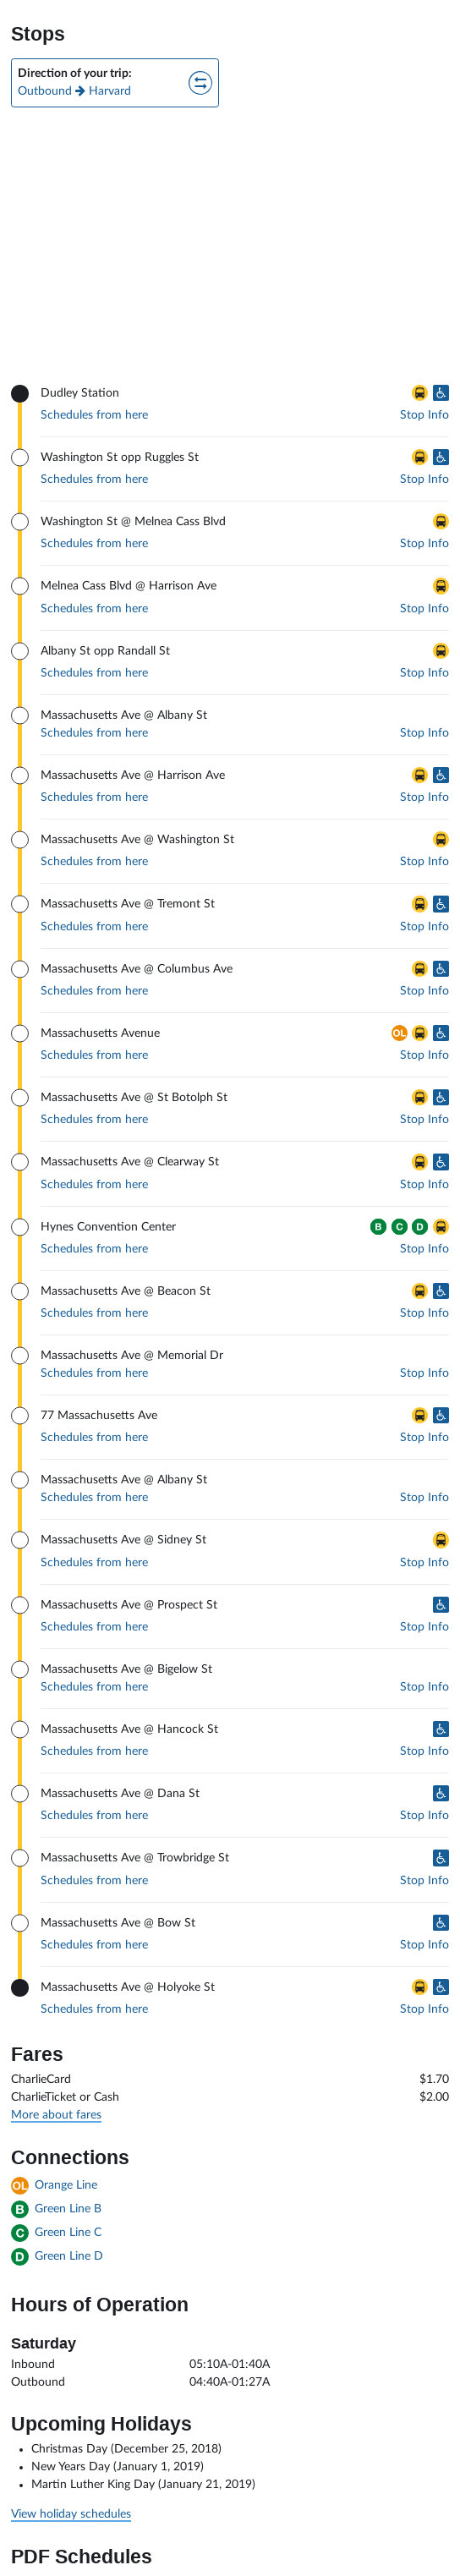 Stops
Direction of your trip:
Outbound → Harvard
Dudley Station
Schedules from here Stop Info
Washington St opp Ruggles St
Schedules from here Stop Info
Washington St @ Melnea Cass Blvd
Schedules from here Stop Info
Melnea Cass Blvd @ Harrison Ave
Schedules from here Stop Info
Albany St opp Randall St
Schedules from here Stop Info
Massachusetts Ave @ Albany St
Schedules from here Stop Info
Massachusetts Ave @ Harrison Ave
Schedules from here Stop Info
Massachusetts Ave @ Washington St
Schedules from here Stop Info
Massachusetts Ave @ Tremont St
Schedules from here Stop Info
Massachusetts Ave @ Columbus Ave
Schedules from here Stop Info
Massachusetts Avenue OL
Schedules from here Stop Info
Massachusetts Ave @ St Botolph St
Schedules from here Stop Info
Massachusetts Ave @ Clearway St
Schedules from here Stop Info
Hynes Convention Center B C D
Schedules from here Stop Info
Massachusetts Ave @ Beacon St
Schedules from here Stop Info
Massachusetts Ave @ Memorial Dr
Schedules from here Stop Info
77 Massachusetts Ave
Schedules from here Stop Info
Massachusetts Ave @ Albany St
Schedules from here Stop Info
Massachusetts Ave @ Sidney St
Schedules from here Stop Info
Massachusetts Ave @ Prospect St
Schedules from here Stop Info
Massachusetts Ave @ Bigelow St
Schedules from here Stop Info
Massachusetts Ave @ Hancock St
Schedules from here Stop Info
Massachusetts Ave @ Dana St
Schedules from here Stop Info
Massachusetts Ave @ Trowbridge St
Schedules from here Stop Info
Massachusetts Ave @ Bow St
Schedules from here Stop Info
Massachusetts Ave @ Holyoke St
Schedules from here Stop Info
Fares
CharlieCard $1.70
CharlieTicket or Cash $2.00
More about fares
Connections
OL Orange Line
B Green Line B
C Green Line C
D Green Line D
Hours of Operation
Saturday
Inbound 05:10A-01:40A
Outbound 04:40A-01:27A
Upcoming Holidays
• Christmas Day (December 25, 2018)
• New Years Day (January 1, 2019)
• Martin Luther King Day (January 21, 2019)
View holiday schedules
PDF Schedules